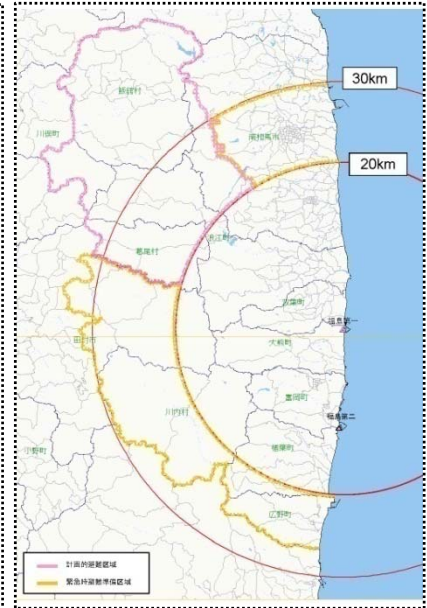 30km
20km
飯舘村
川俣町
南相馬市
浪江町
葛尾村
双葉町
福島第一
田村市
大熊町
富岡町
川内村
福島第二
楢葉町
小野町
広野町
計画的避難区域
緊急時避難準備区域